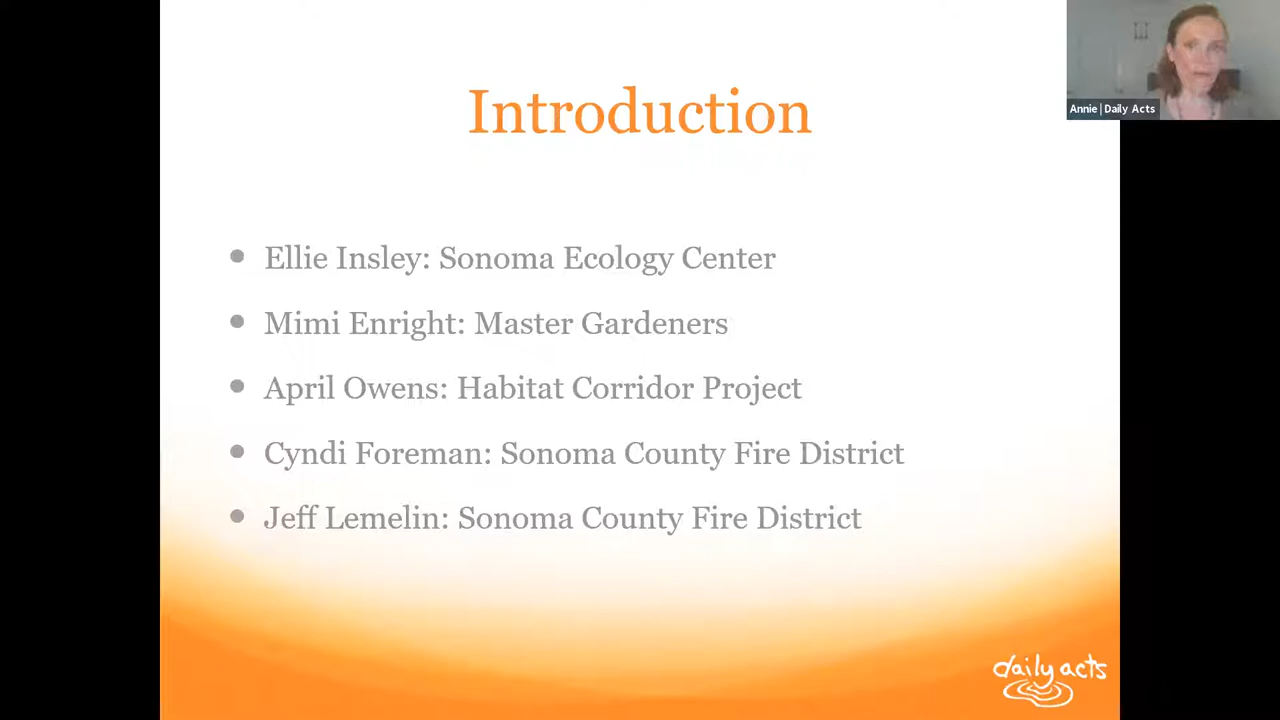 Introduction
Annie | Daily Acts
Ellie Insley: Sonoma Ecology Center
Mimi Enright: Master Gardeners
April Owens: Habitat Corridor Project
Cyndi Foreman: Sonoma County Fire District
Jeff Lemelin: Sonoma County Fire District
daily acts